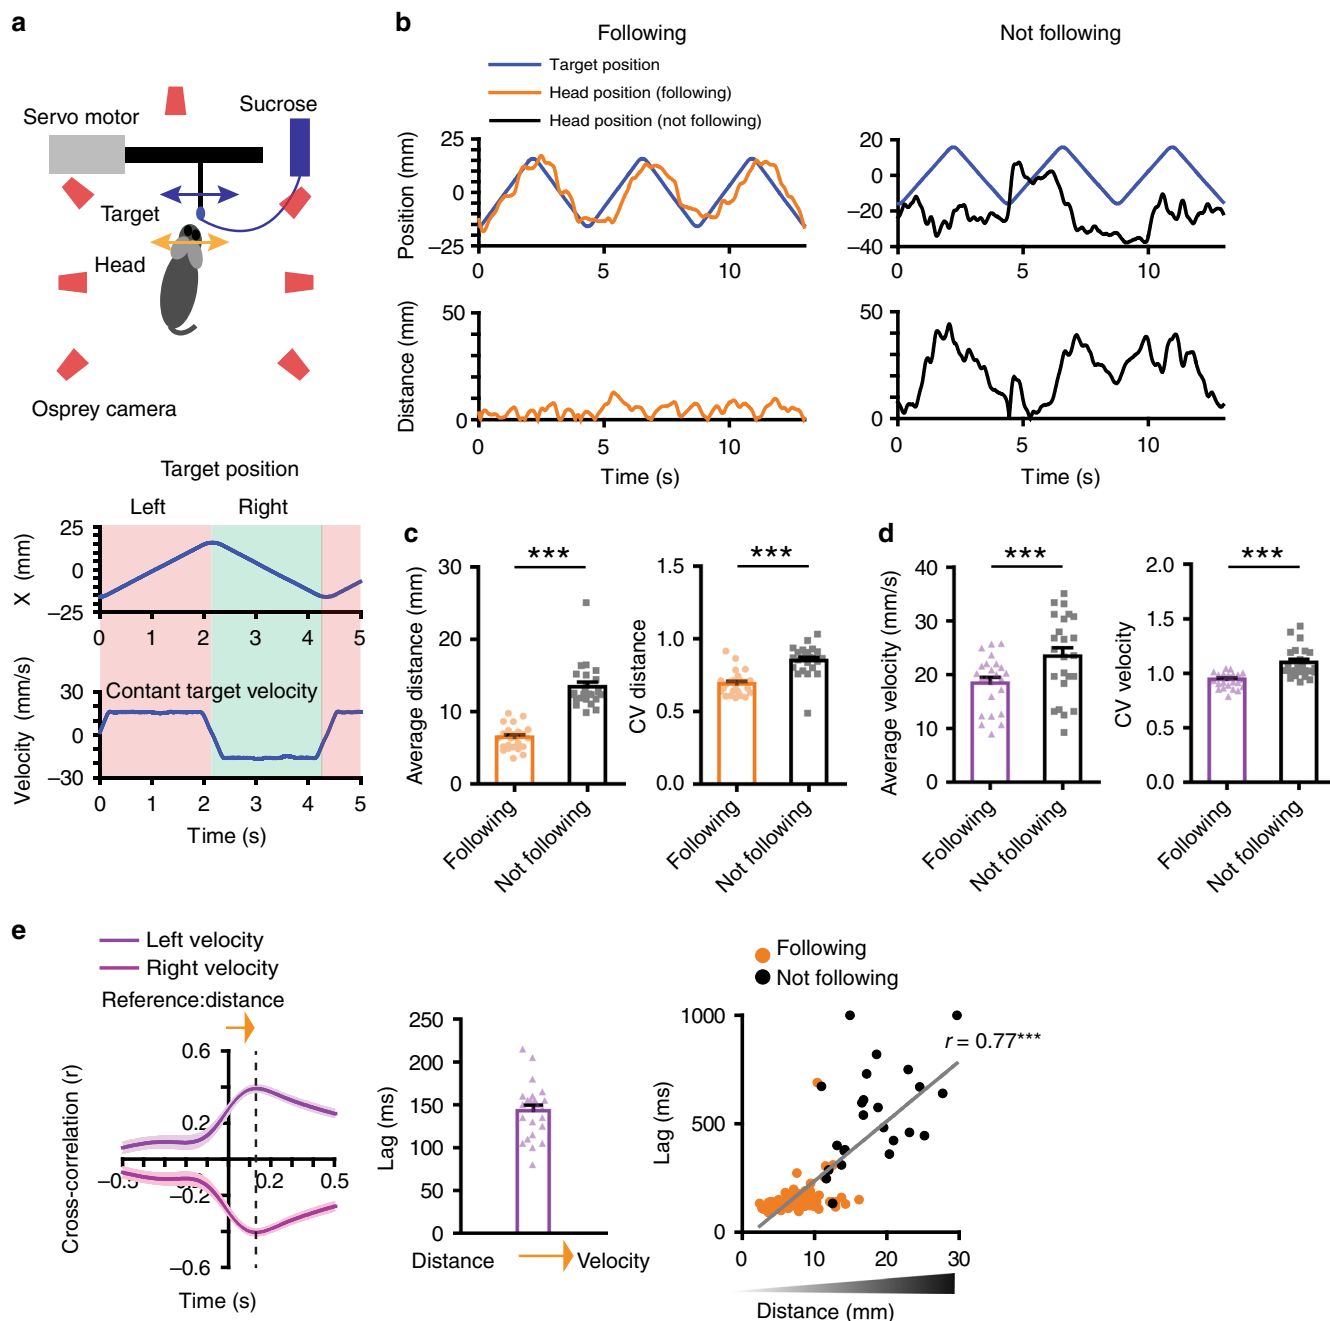 a
Servo motor
Sucrose
Target
Head
Osprey camera
Target position
Left
Right
X (mm)
25
0
−25
0 1 2 3 4 5
Velocity (mm/s)
30
0
−30
Contant target velocity
0 1 2 3 4 5
Time (s)
b
Following
Not following
Target position
Head position (following)
Head position (not following)
Position (mm)
25
0
−25
0 5 10
20
0
−20
−40
0 5 10
Distance (mm)
50
0
0 5 10
Time (s)
50
0
0 5 10
Time (s)
c
***
Average distance (mm)
30
20
10
0
Following
Not following
***
CV distance
1.5
1.0
0.5
0.0
Following
Not following
d
***
Average velocity (mm/s)
40
30
20
10
0
Following
Not following
***
CV velocity
2.0
1.5
1.0
0.5
0.0
Following
Not following
e
Left velocity
Right velocity
Reference:distance
Cross-correlation (r)
0.6
0.2
−0.5
−0.2
0.2
0.5
−0.6
Time (s)
Lag (ms)
250
200
150
100
50
0
Distance
Velocity
Following
Not following
Lag (ms)
1000
500
0
r = 0.77***
0 10 20 30
Distance (mm)